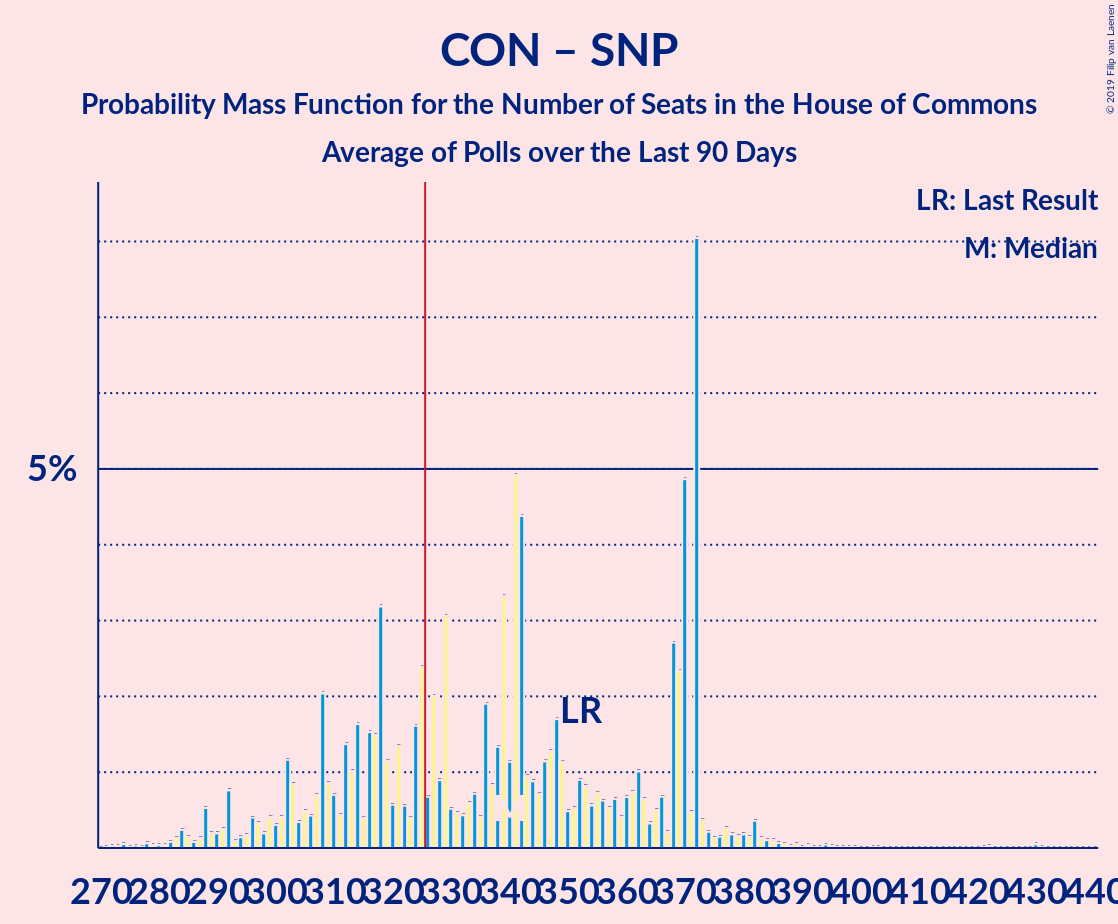 CON – SNP
Probability Mass Function for the Number of Seats in the House of Commons
Average of Polls over the Last 90 Days
© 2019 Filip van Laenen
LR: Last Result
M: Median
5%
LR
M
270 280 290 300 310 320 330 340 350 360 370 380 390 400 410 420 430 440